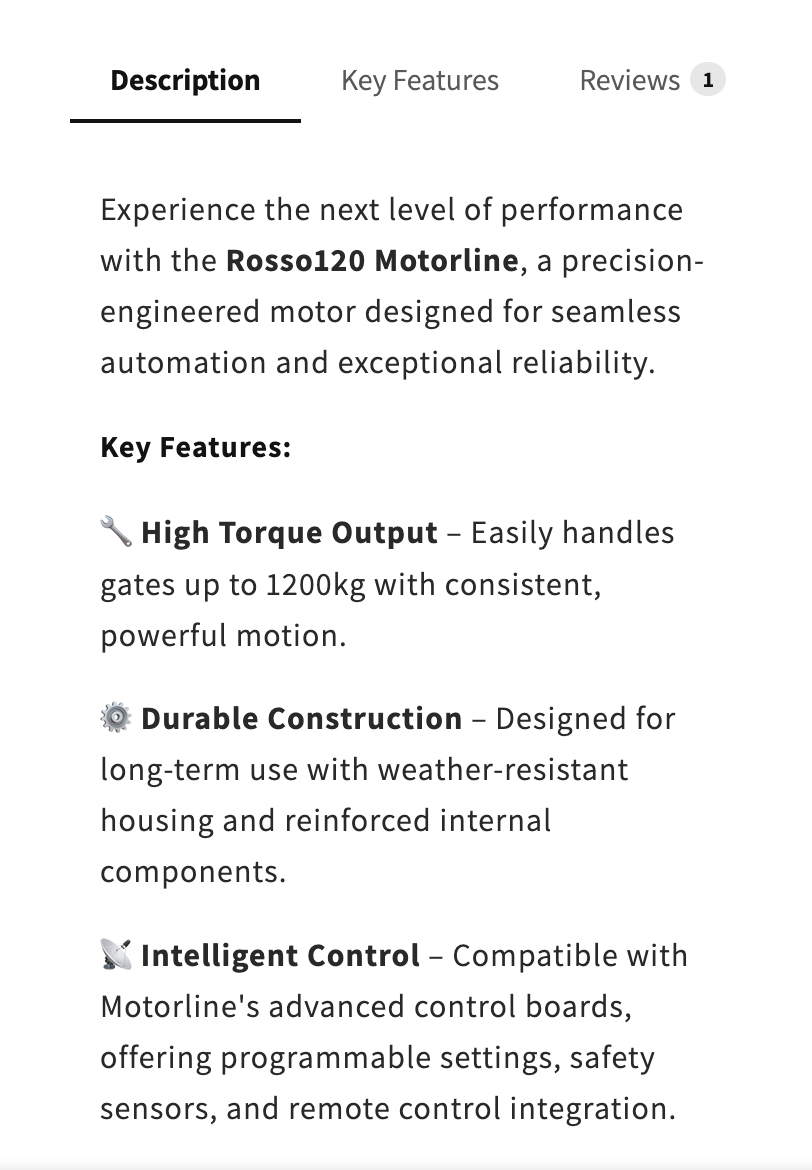 Description
Key Features
Reviews 1
Experience the next level of performance
with the Rosso120 Motorline, a precision-
engineered motor designed for seamless
automation and exceptional reliability.
Key Features:
🔧 High Torque Output – Easily handles
gates up to 1200kg with consistent,
powerful motion.
⚙️ Durable Construction – Designed for
long-term use with weather-resistant
housing and reinforced internal
components.
📡 Intelligent Control – Compatible with
Motorline's advanced control boards,
offering programmable settings, safety
sensors, and remote control integration.